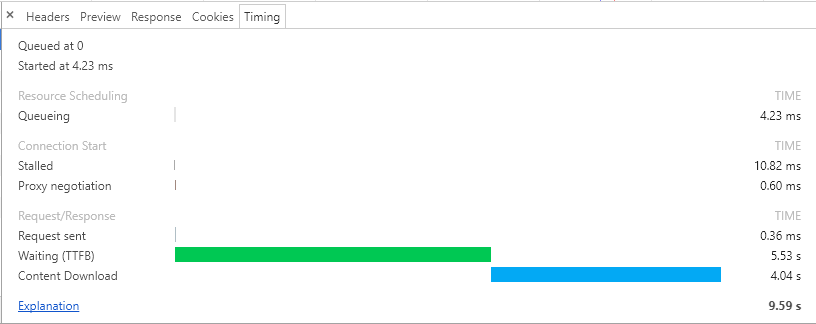 × Headers Preview Response Cookies Timing
Queued at 0
Started at 4.23 ms
Resource Scheduling TIME
Queueing 4.23 ms
Connection Start TIME
Stalled 10.82 ms
Proxy negotiation 0.60 ms
Request/Response TIME
Request sent 0.36 ms
Waiting (TTFB) 5.53 s
Content Download 4.04 s
Explanation 9.59 s